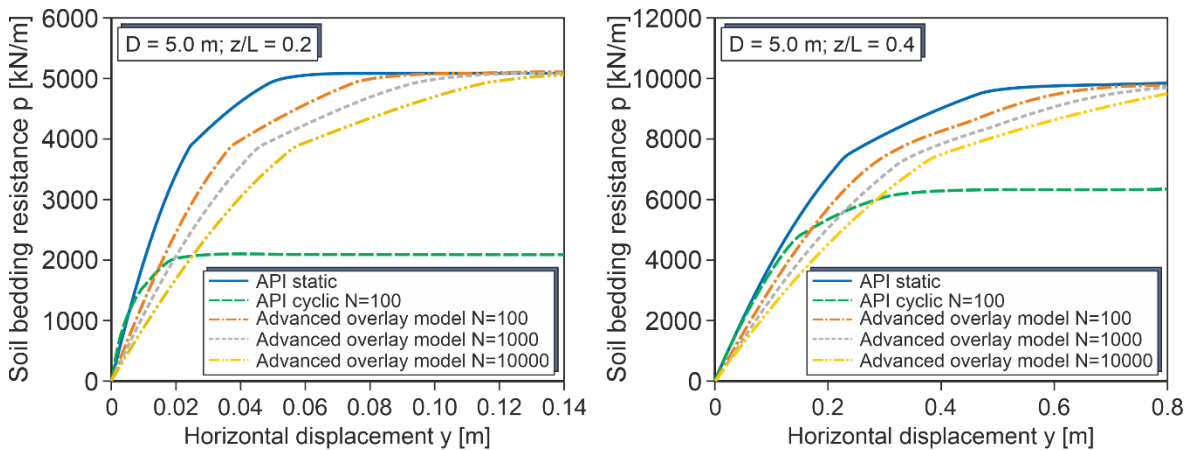 Soil bedding resistance p [kN/m]
6000
5000
4000
3000
2000
1000
0
D = 5.0 m; z/L = 0.2
API static
API cyclic N=100
Advanced overlay model N=100
Advanced overlay model N=1000
Advanced overlay model N=10000
0 0.02 0.04 0.06 0.08 0.10 0.12 0.14
Horizontal displacement y [m]
Soil bedding resistance p [kN/m]
12000
10000
8000
6000
4000
2000
0
D = 5.0 m; z/L = 0.4
API static
API cyclic N=100
Advanced overlay model N=100
Advanced overlay model N=1000
Advanced overlay model N=10000
0 0.2 0.4 0.6 0.8
Horizontal displacement y [m]